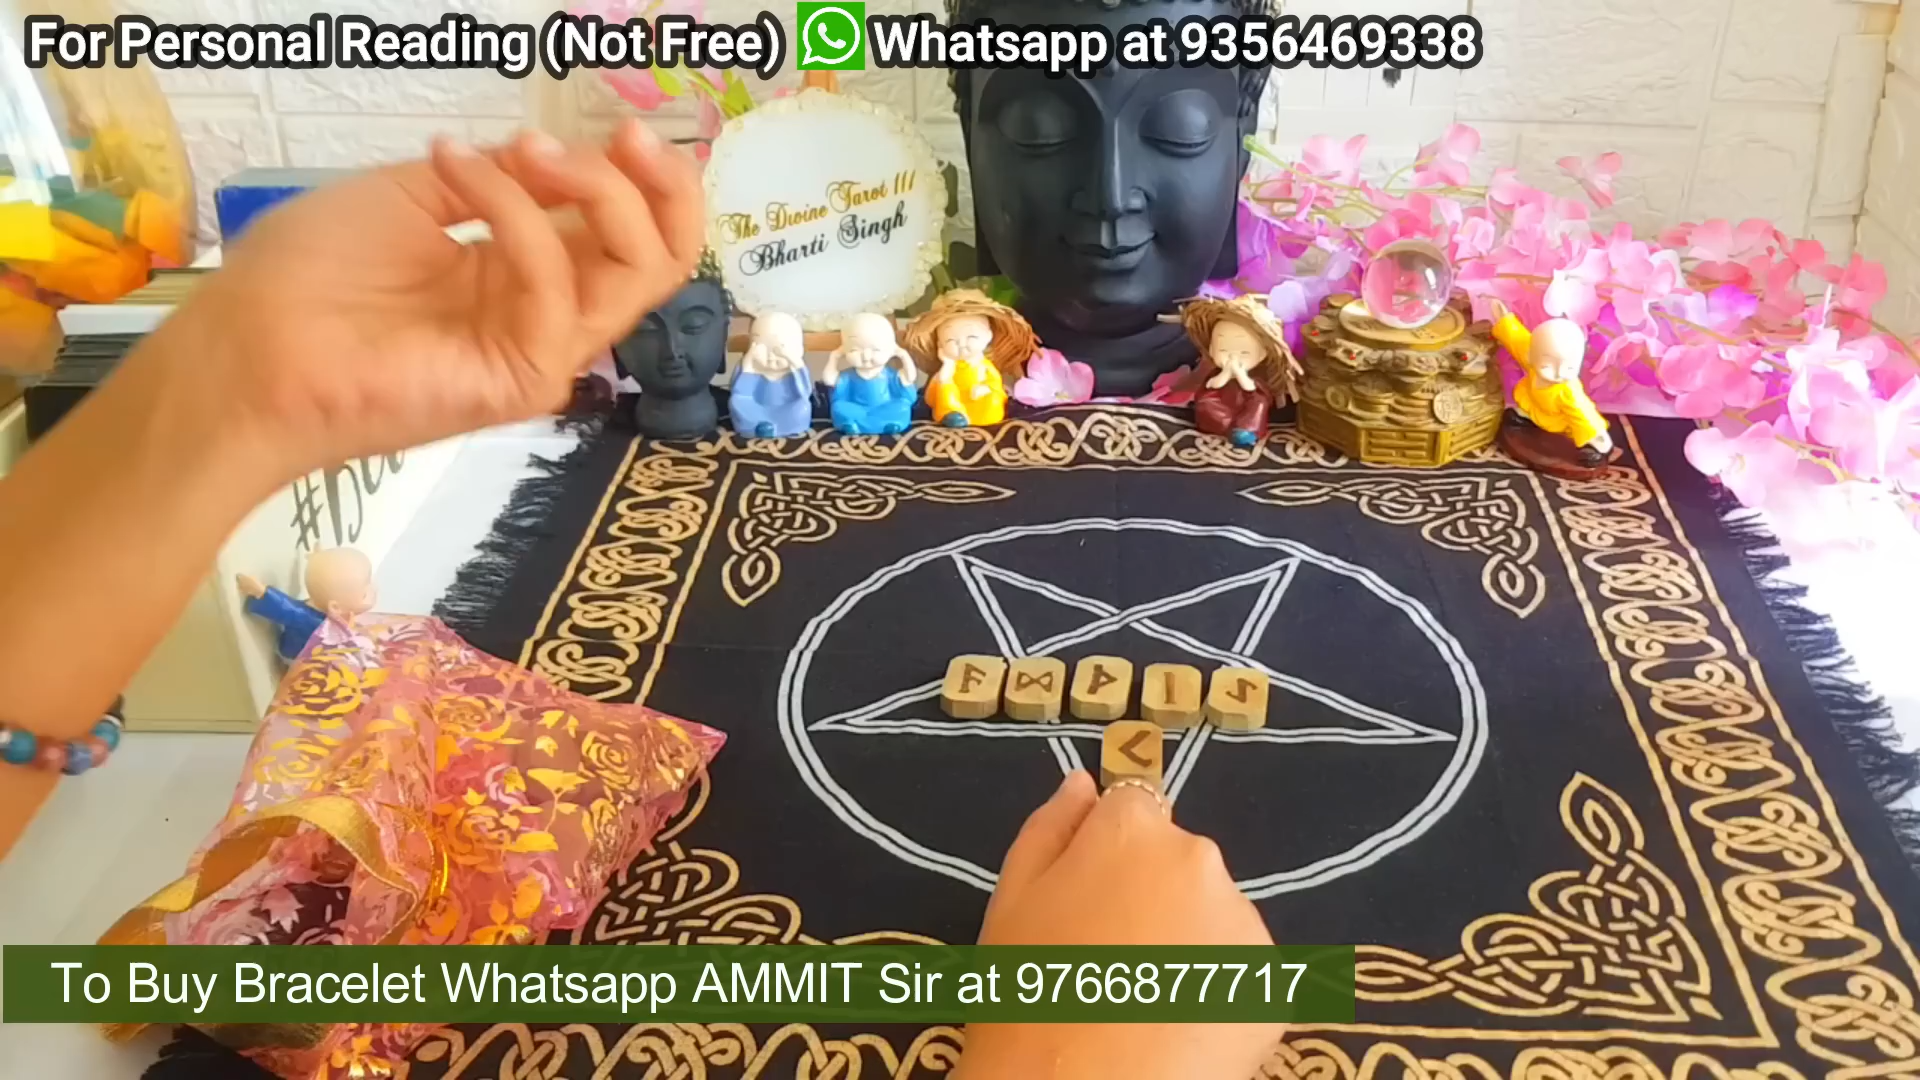 For Personal Reading (Not Free) Whatsapp at 9356469338
The Divine Tarot 111
Bharti Singh
ᚨ ᛞ ᚦ ᛁ ᛇ
ᚲ
To Buy Bracelet Whatsapp AMMIT Sir at 9766877717